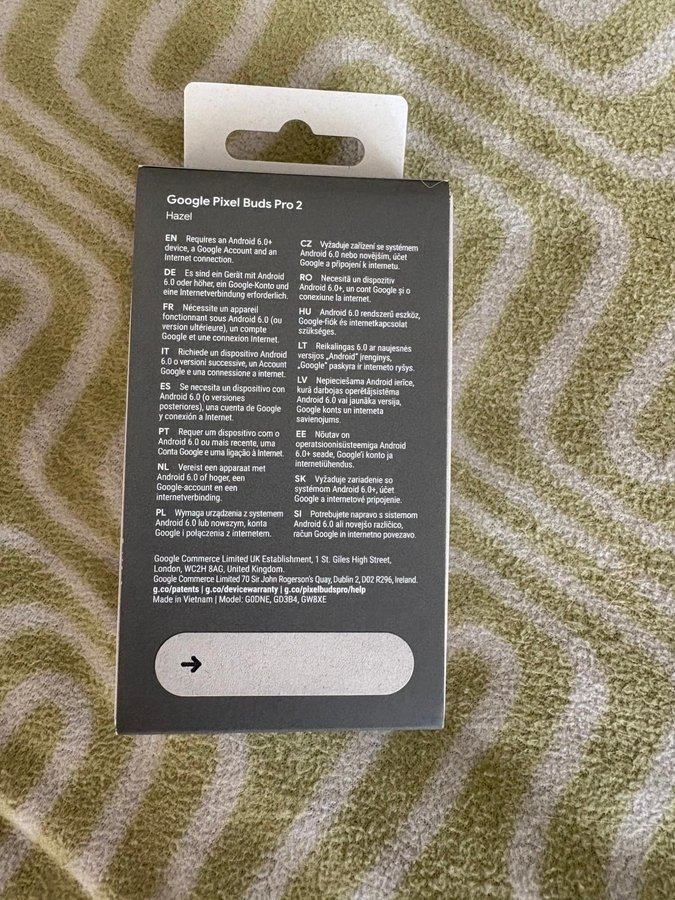 Google Pixel Buds Pro 2
Hazel
EN Requires an Android 6.0+
device, a Google Account and an
Internet connection.
DE Es sind ein Gerät mit Android
6.0 oder höher, ein Google-Konto und
eine Internetverbindung erforderlich.
FR Nécessite un appareil
fonctionnant sous Android 6.0 (ou
version ultérieure), un compte
Google et une connexion Internet.
IT Richiede un dispositivo Android
6.0 o versioni successive, un Account
Google e una connessione a internet.
ES Se necesita un dispositivo con
Android 6.0 (o versiones
posteriores), una cuenta de Google
y conexión a Internet.
PT Requer um dispositivo com o
Android 6.0 ou mais recente, uma
Conta Google e uma ligação à Internet.
NL Vereist een apparaat met
Android 6.0 of hoger, een
Google-account en een
internetverbinding.
PL Wymaga urządzenia z systemem
Android 6.0 lub nowszym, konta
Google i połączenia z internetem.
CZ Vyžaduje zařízení se systémem
Android 6.0 nebo novějším, účet
Google a připojení k internetu.
RO Necesită un dispozitiv
Android 6.0+, un cont Google și o
conexiune la internet.
HU Android 6.0 rendszerű eszköz,
Google-fiók és internetkapcsolat
szükséges.
LT Reikalingas 6.0 ar naujesnės
versijos „Android“ įrenginys,
„Google“ paskyra ir interneto ryšys.
LV Nepieciešama Android ierīce,
kurā darbojas operētājsistēma
Android 6.0 vai jaunāka versija,
Google konts un interneta
savienojums.
EE Nõutav on
operatsioonisüsteemiga Android
6.0+ seade, Google'i konto ja
internetiühendus.
SK Vyžaduje zariadenie so
systémom Android 6.0+, účet
Google a internetové pripojenie.
SI Potrebujete napravo s sistemom
Android 6.0 ali novejšo različico,
račun Google in internetno povezavo.
Google Commerce Limited UK Establishment, 1 St. Giles High Street,
London, WC2H 8AG, United Kingdom.
Google Commerce Limited 70 Sir John Rogerson's Quay, Dublin 2, D02 R296, Ireland.
g.co/patents | g.co/devicewarranty | g.co/pixelbudspro/help
Made in Vietnam | Model: G0DNE, GD3B4, GW8XE